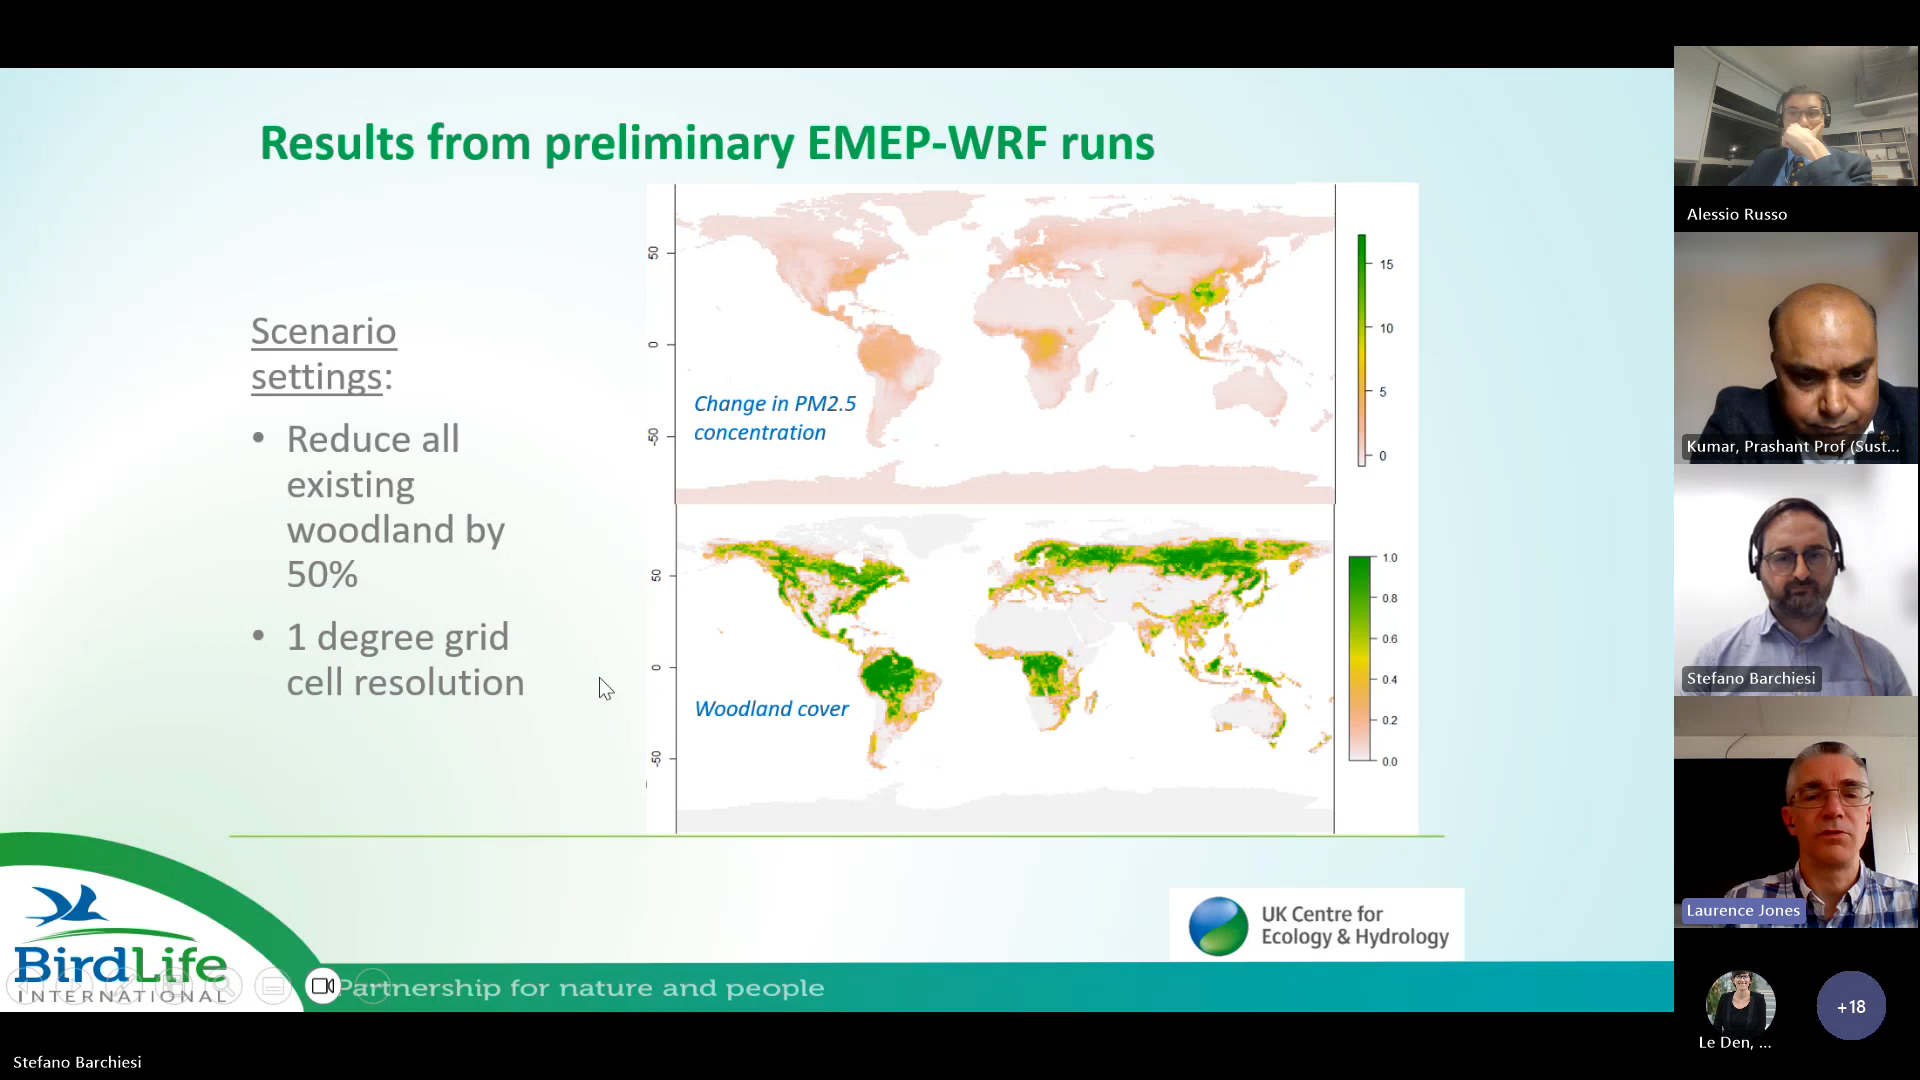 Results from preliminary EMEP-WRF runs
Scenario
settings:
• Reduce all
existing
woodland by
50%
• 1 degree grid
cell resolution
50
0
-50
Change in PM2.5
concentration
15
10
5
0
50
0
-50
Woodland cover
1.0
0.8
0.6
0.4
0.2
0.0
UK Centre for
Ecology & Hydrology
BirdLife
INTERNATIONAL
Partnership for nature and people
Stefano Barchiesi
Alessio Russo
Kumar, Prashant Prof (Sust...
Stefano Barchiesi
Laurence Jones
Le Den, ...
+18